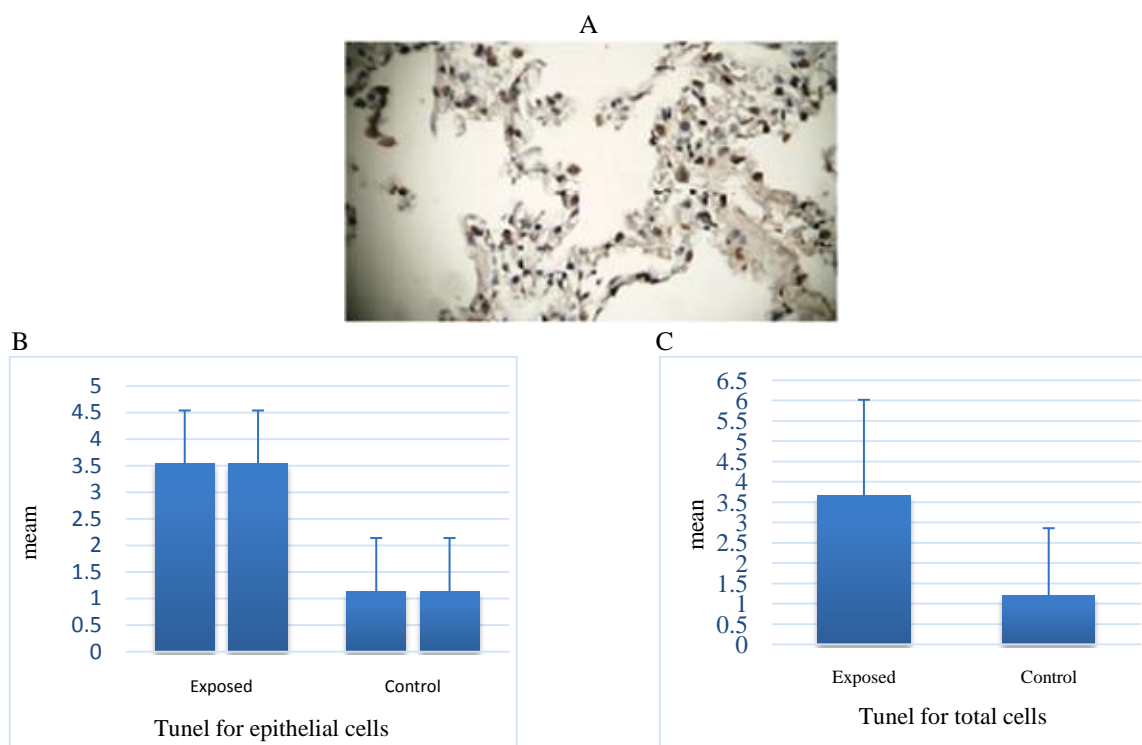 A
B
5
4.5
4
3.5
3
2.5
2
1.5
1
0.5
0
meam
Exposed Control
Tunel for epithelial cells
C
6.5
6
5.5
5
4.5
4
3.5
3
2.5
2
1.5
1
0.5
0
mean
Exposed Control
Tunel for total cells